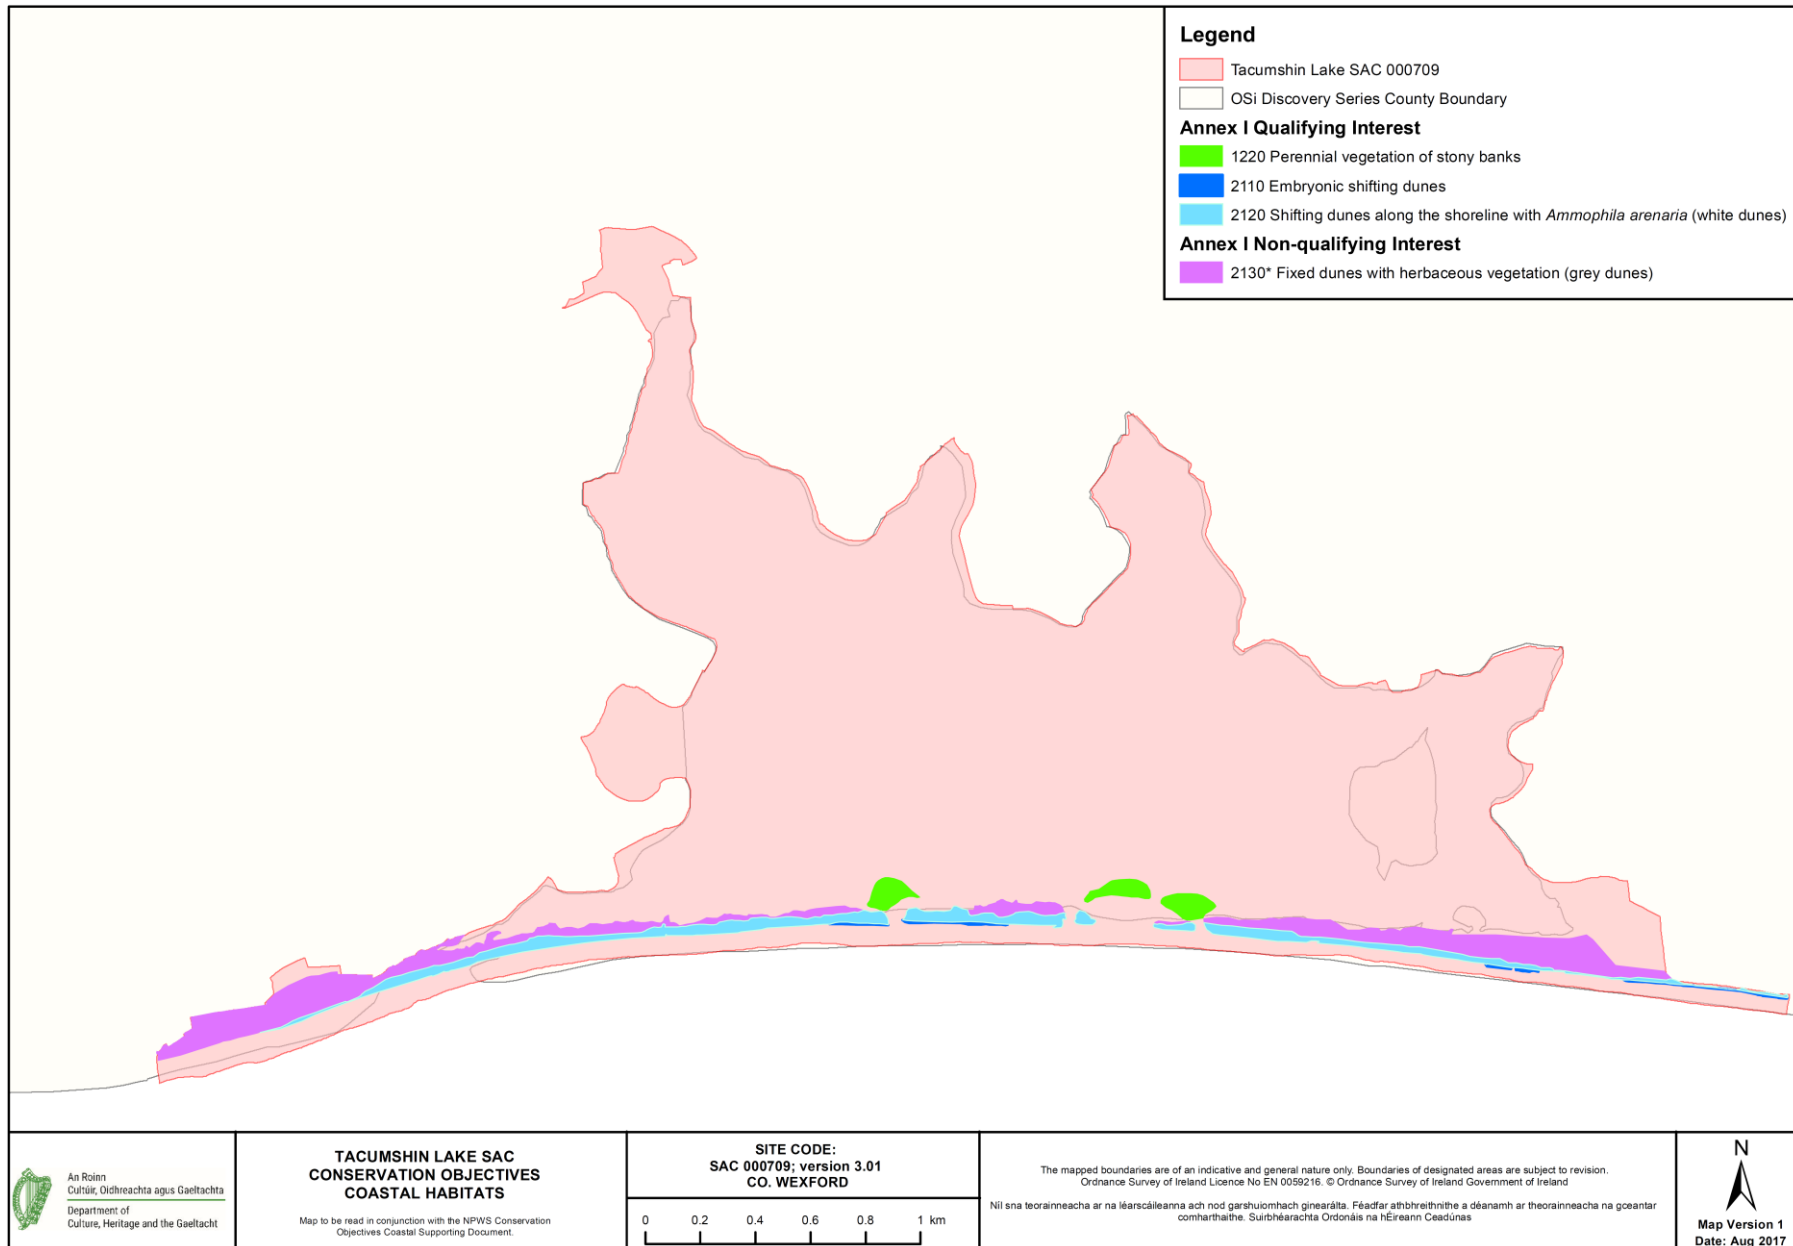 Legend
Tacumshin Lake SAC 000709
OSi Discovery Series County Boundary
Annex I Qualifying Interest
1220 Perennial vegetation of stony banks
2110 Embryonic shifting dunes
2120 Shifting dunes along the shoreline with Ammophila arenaria (white dunes)
Annex I Non-qualifying Interest
2130* Fixed dunes with herbaceous vegetation (grey dunes)
An Roinn
Cultúir, Oidhreachta agus Gaeltachta
Department of
Culture, Heritage and the Gaeltacht
TACUMSHIN LAKE SAC
CONSERVATION OBJECTIVES
COASTAL HABITATS
Map to be read in conjunction with the NPWS Conservation
Objectives Coastal Supporting Document.
SITE CODE:
SAC 000709; version 3.01
CO. WEXFORD
0 0.2 0.4 0.6 0.8 1 km
The mapped boundaries are of an indicative and general nature only. Boundaries of designated areas are subject to revision.
Ordnance Survey of Ireland Licence No EN 0059216. © Ordnance Survey of Ireland Government of Ireland
Níl sna teorainneacha ar na léarscáileanna ach nod garshuiomhach ginearálta. Féadfar athbhreithnithe a déanamh ar theorainneacha na gceantar
comharthaithe. Suirbhéarachta Ordonáis na hÉireann Ceadúnas
N
Map Version 1
Date: Aug 2017